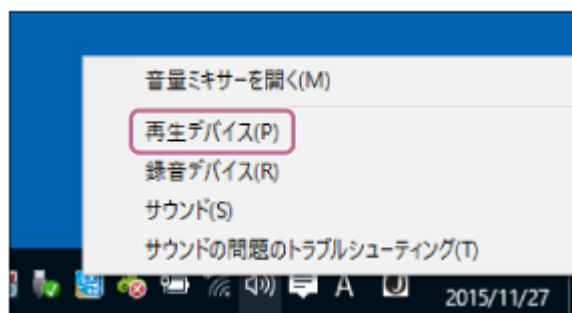 音量ミキサーを開く(M)
再生デバイス(P)
録音デバイス(R)
サウンド(S)
サウンドの問題のトラブルシューティング(T)
A
2015/11/27